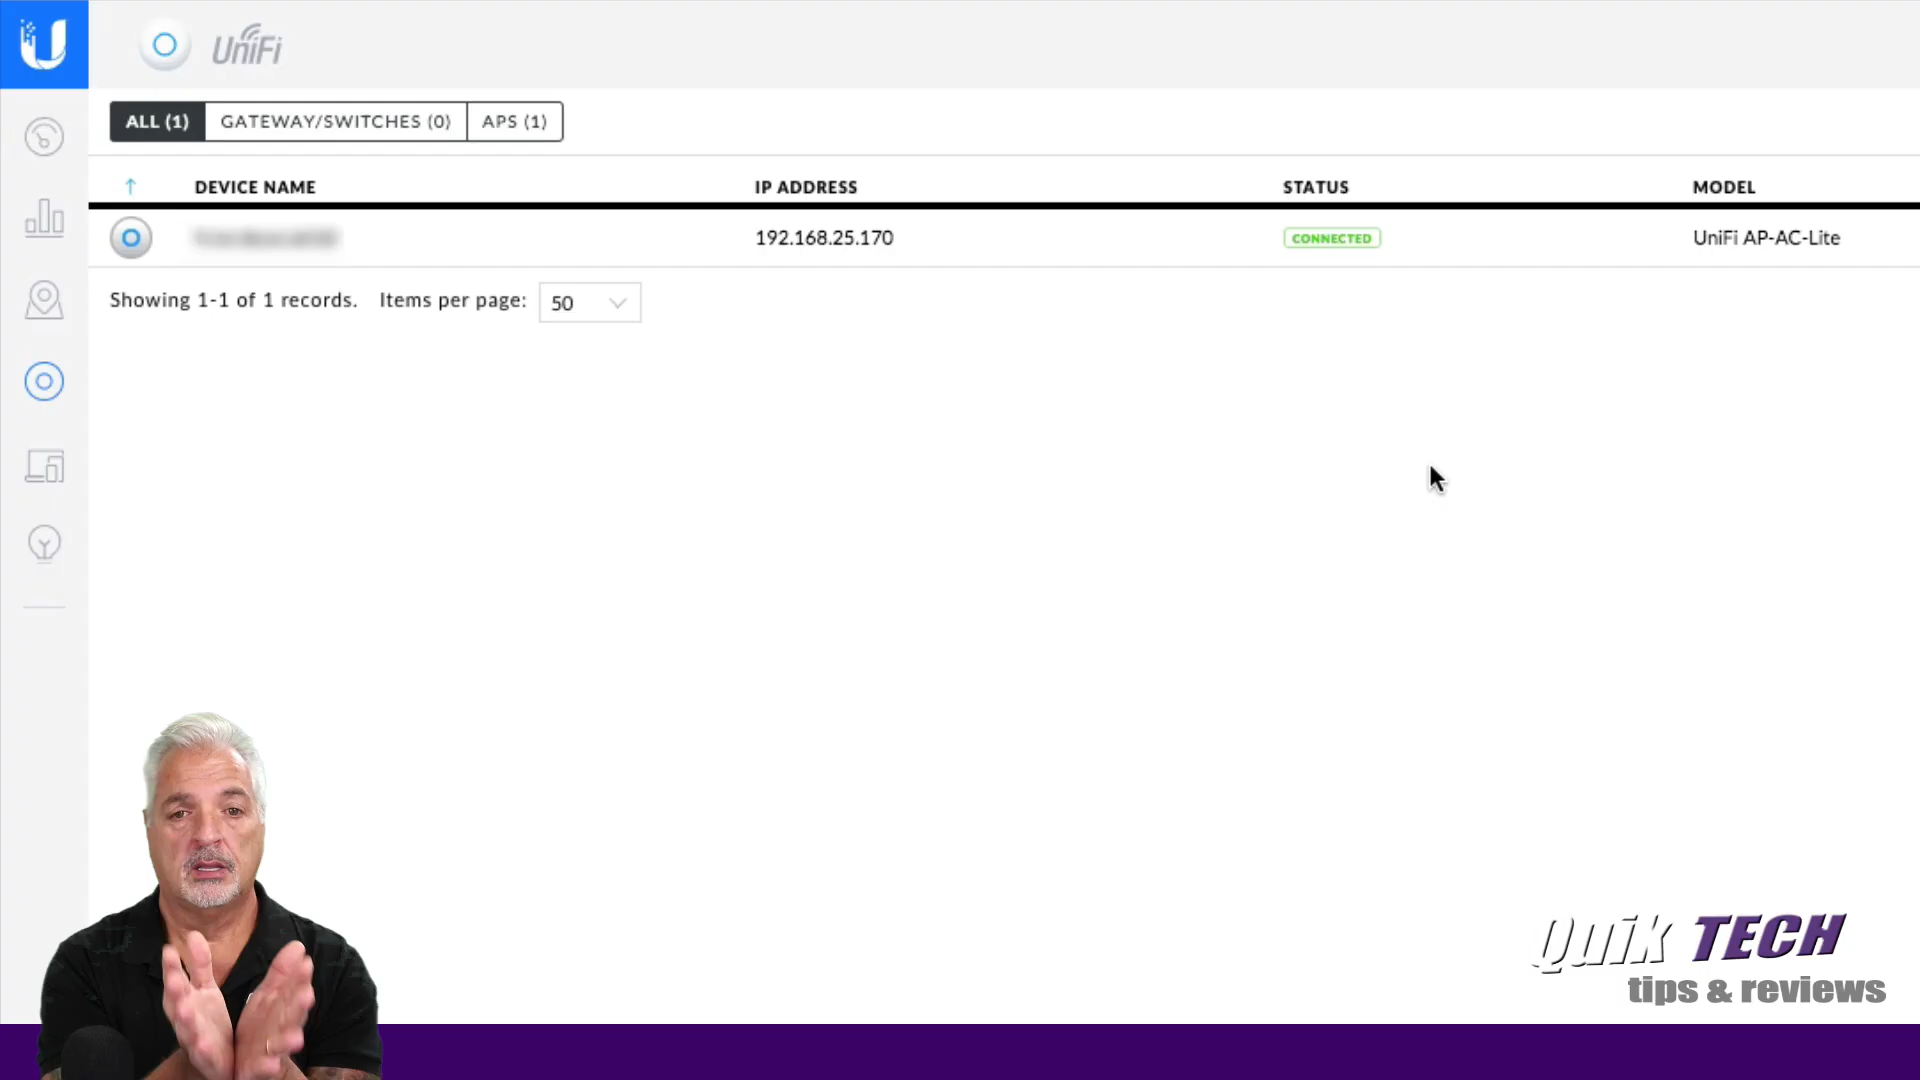 UniFi
ALL (1) GATEWAY/SWITCHES (0) APS (1)
DEVICE NAME IP ADDRESS STATUS MODEL
192.168.25.170 CONNECTED UniFi AP-AC-Lite
Showing 1-1 of 1 records. Items per page: 50
Quik TECH
tips & reviews